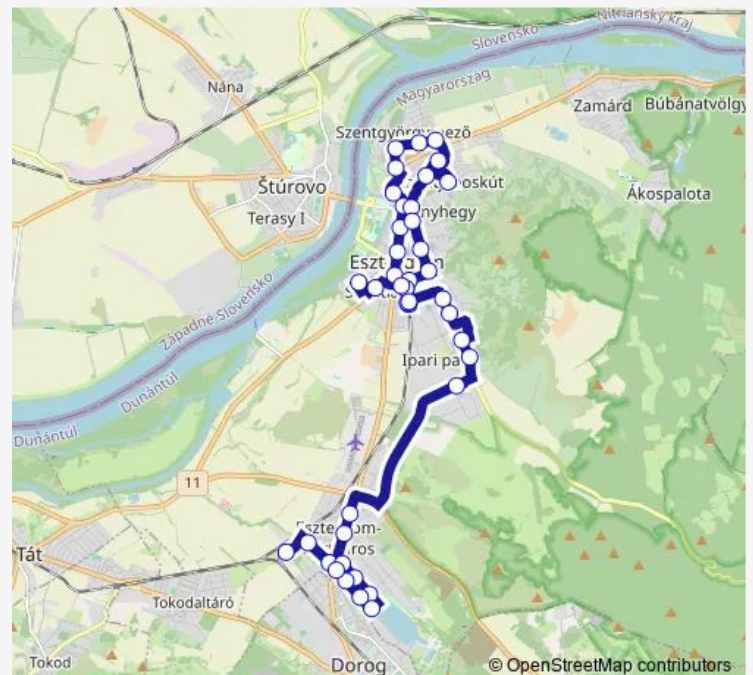 Nitriansky kraj
Slovensko
Magyarország
Nána
Zamárd
Búbánatvölgy
Štúrovo
Terasy I
Ákospalota
Západné Slovensko
Dunántúl
Ipari pa
Dunántúl
Dunántúl
11
Tát
Tokodaltáró
Tokod
Dorog
© OpenStreetMap contributors